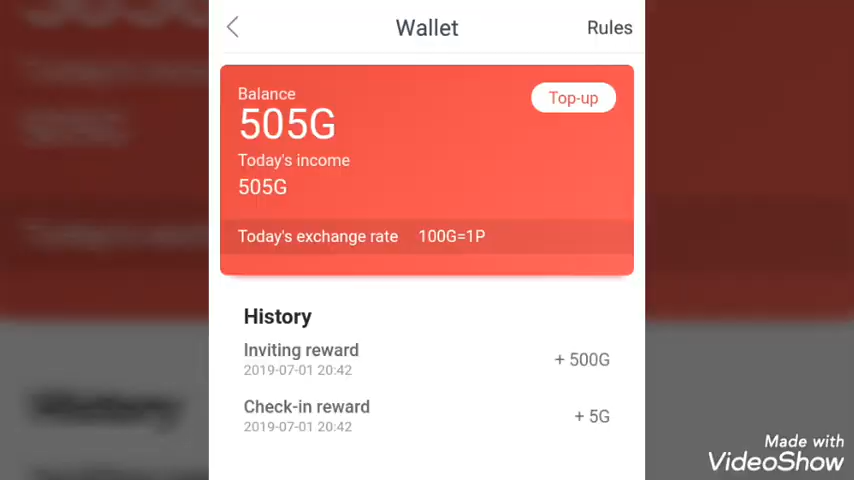 Wallet
Rules
Balance
Top-up
505G
Today's income
505G
Today's exchange rate 100G=1P
History
Inviting reward
2019-07-01 20:42
+ 500G
Check-in reward
2019-07-01 20:42
+ 5G
Made with
VideoShow